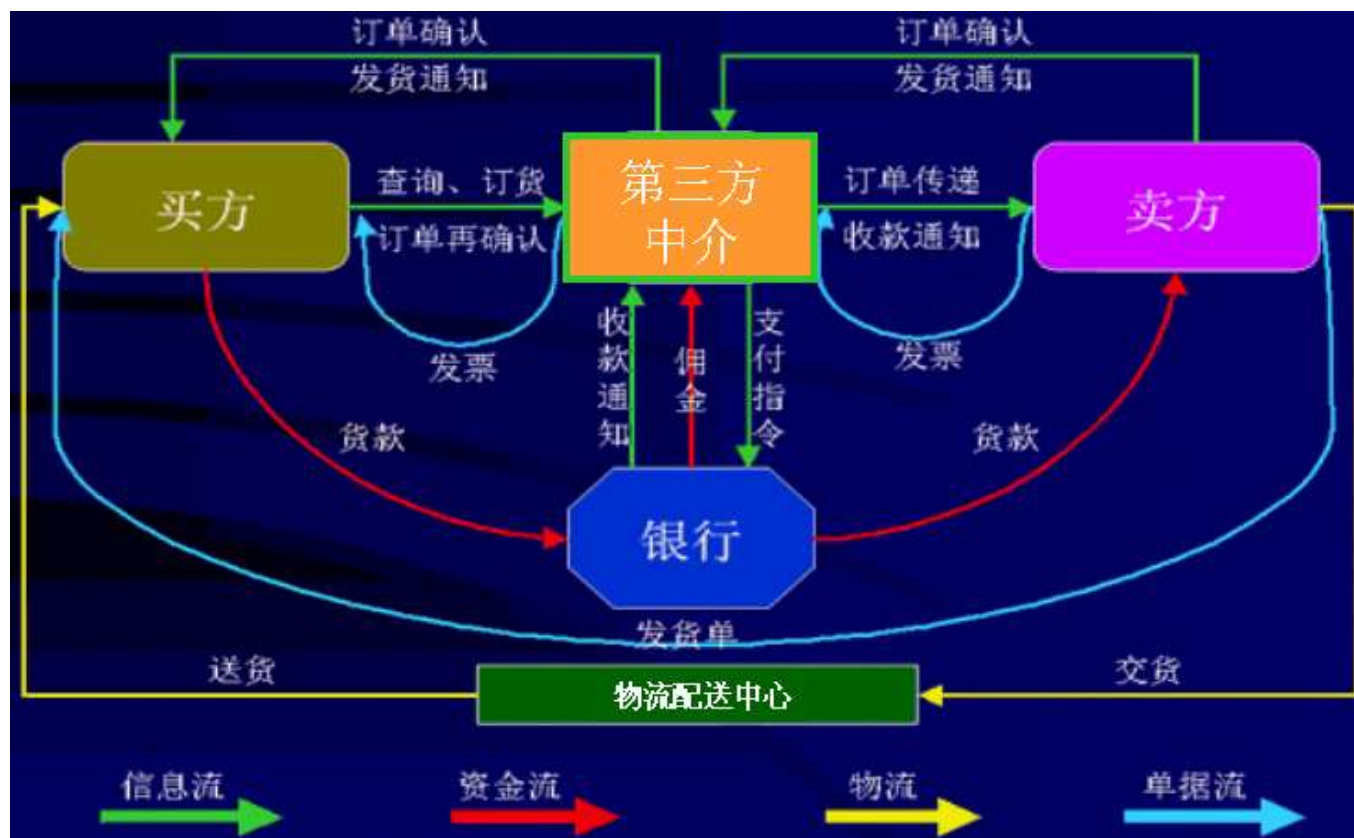 订单确认
发货通知
订单确认
发货通知
买方
查询、订货
订单再确认
第三方
中介
订单传递
收款通知
卖方
发票
收款通知
佣金
支付指令
发票
货款
货款
银行
发货单
送货
物流配送中心
交货
信息流
资金流
物流
单据流